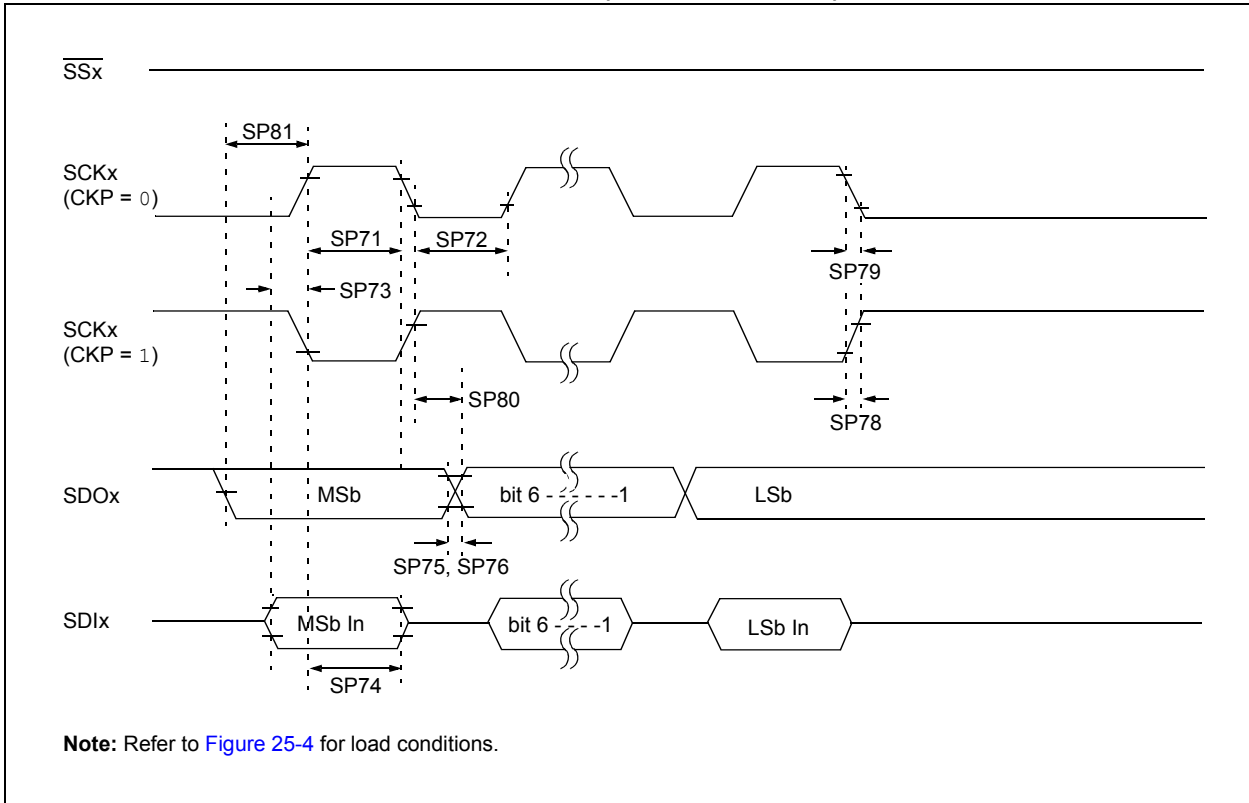 SSx
SP81
SCKx
(CKP = 0)
SP71
SP72
SP79
SP73
SCKx
(CKP = 1)
SP80
SP78
SDOx
MSb
bit 6 - - - - - -1
LSb
SP75, SP76
SDIx
MSb In
bit 6 - - - -1
LSb In
SP74
Note: Refer to Figure 25-4 for load conditions.